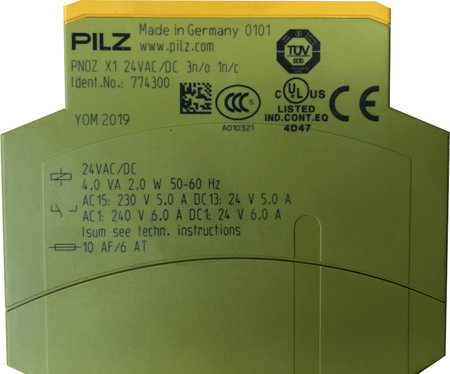 PILZ Made in Germany 0101
www.pilz.com
PNOZ X1 24VAC/DC 3n/o 1n/c
Ident.No.: 774300
TÜV
SÜD
CCC
A010321
c UL US
LISTED
IND.CONT.EQ
4D47
CE
YOM 2019
24VAC/DC
4.0 VA 2.0 W 50-60 Hz
AC15: 230 V 5.0 A DC13: 24 V 5.0 A
AC1: 240 V 6.0 A DC1: 24 V 6.0 A
Isum see techn. instructions
10 AF/6 AT